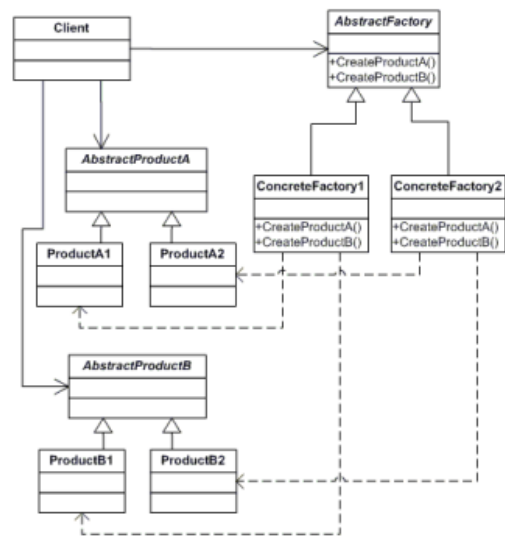 Client
AbstractFactory
+CreateProductA()
+CreateProductB()
AbstractProductA
ConcreteFactory1
+CreateProductA()
+CreateProductB()
ConcreteFactory2
+CreateProductA()
+CreateProductB()
ProductA1
ProductA2
AbstractProductB
ProductB1
ProductB2